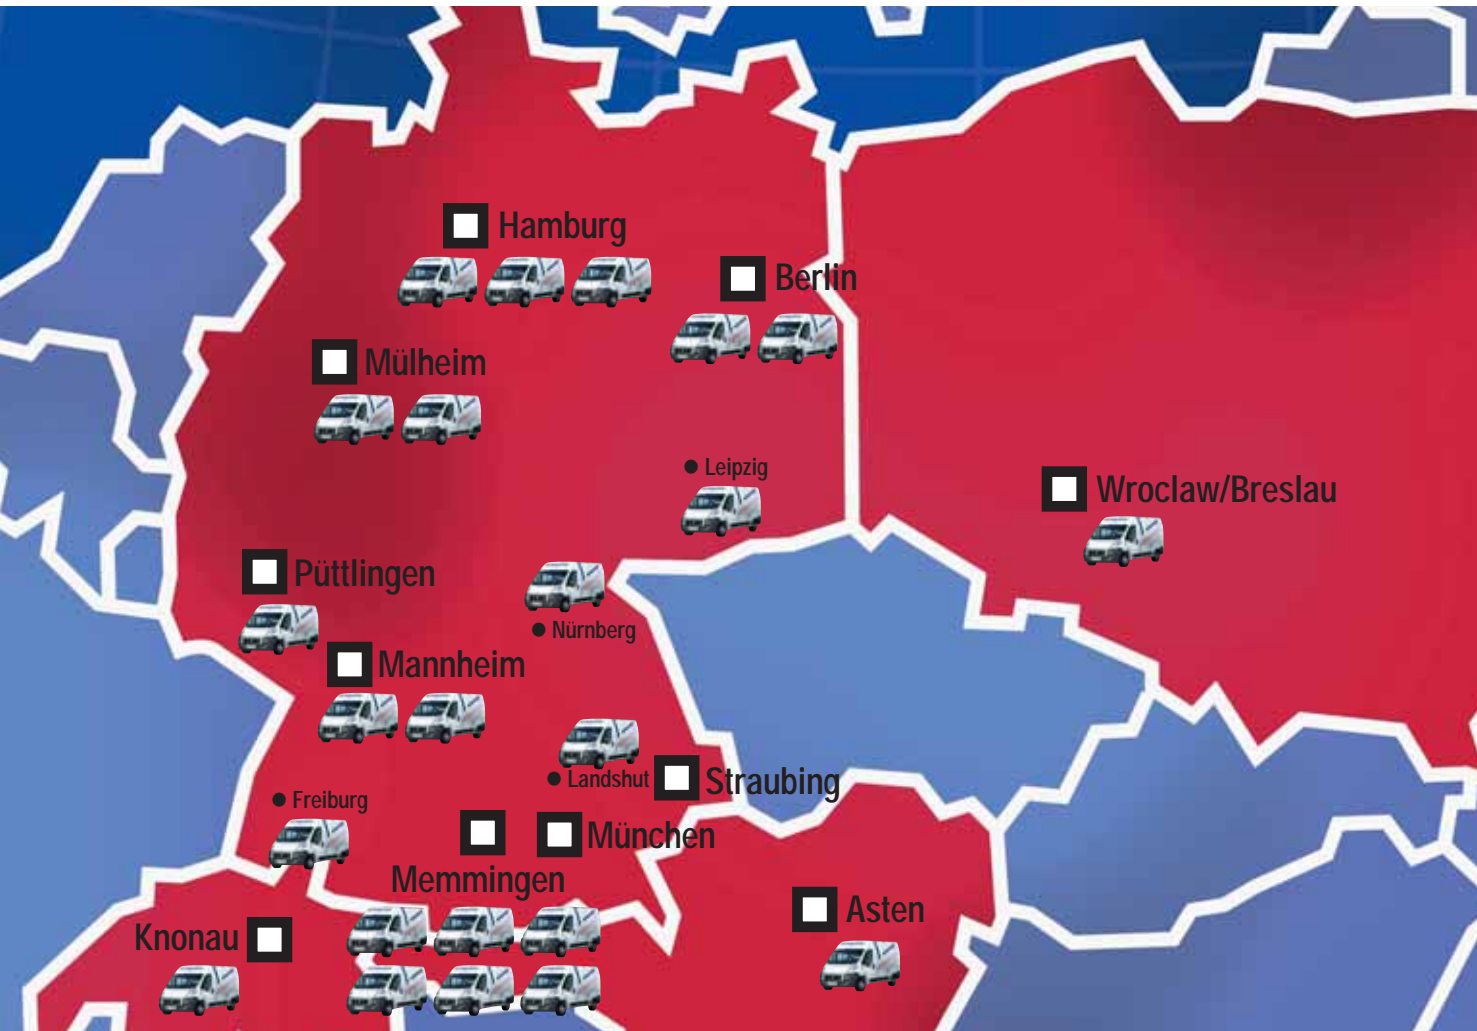 Hamburg
Berlin
Mülheim
Leipzig
Wroclaw/Breslau
Püttlingen
Nürnberg
Mannheim
Landshut
Straubing
Freiburg
München
Memmingen
Asten
Knonau